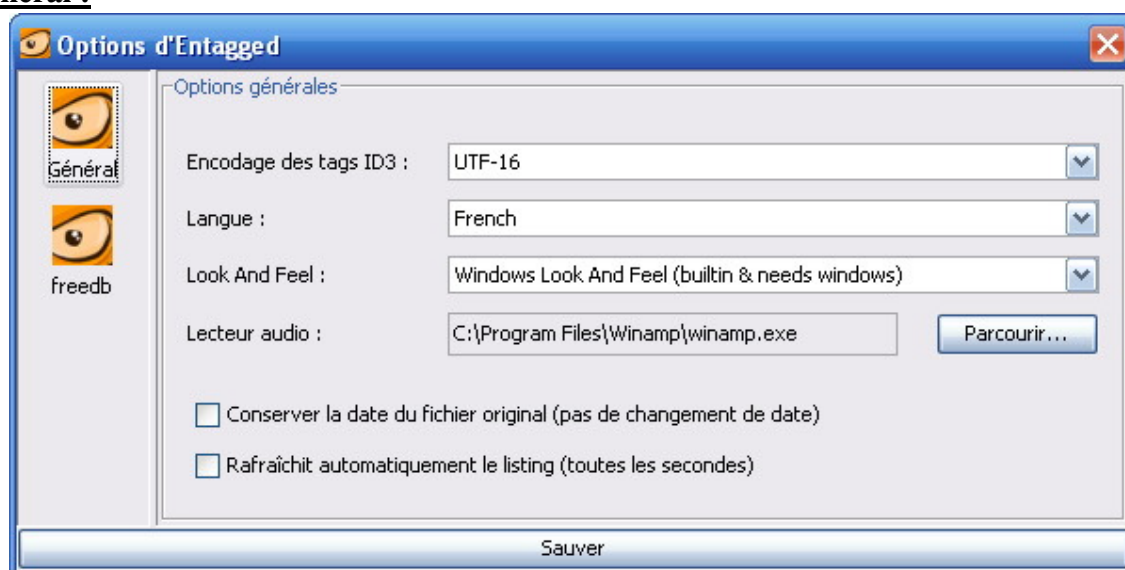 Options d'Entagged
Général
freedb
Options générales
Encodage des tags ID3 : UTF-16
Langue : French
Look And Feel : Windows Look And Feel (builtin & needs windows)
Lecteur audio : C:\Program Files\Winamp\winamp.exe Parcourir...
Conserver la date du fichier original (pas de changement de date)
Rafraîchit automatiquement le listing (toutes les secondes)
Sauver